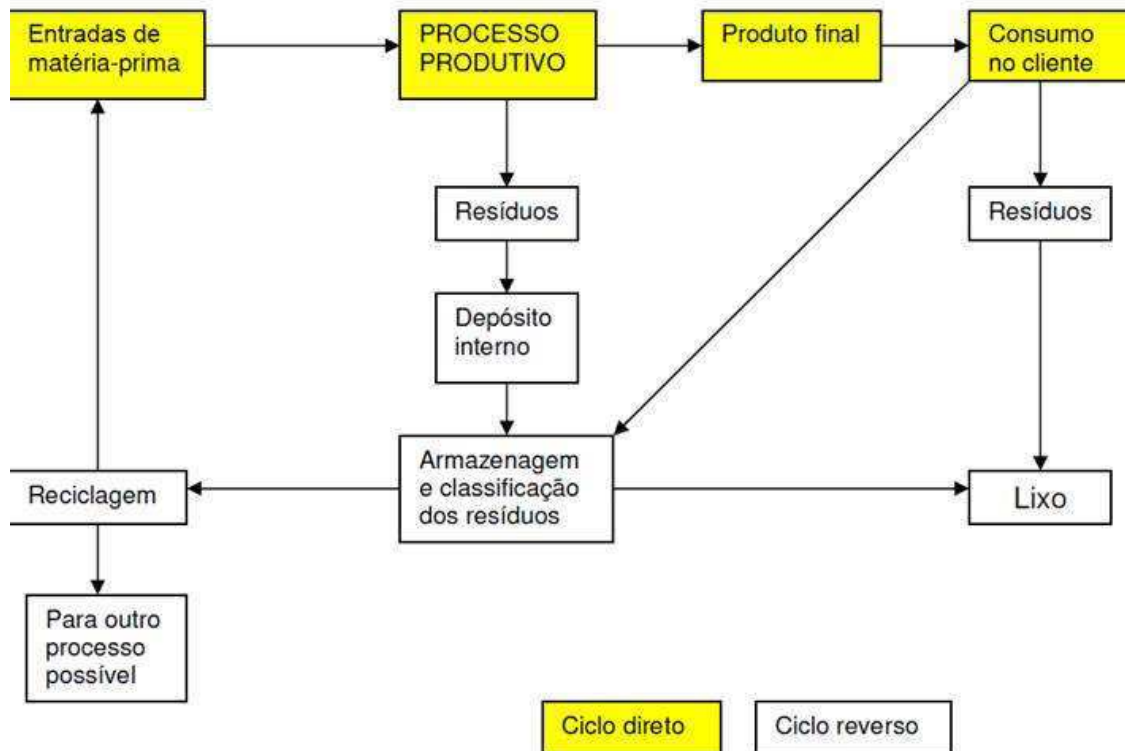 Entradas de
matéria-prima
PROCESSO
PRODUTIVO
Produto final
Consumo
no cliente
Resíduos
Resíduos
Depósito
interno
Armazenagem
e classificação
dos resíduos
Reciclagem
Lixo
Para outro
processo
possível
Ciclo direto
Ciclo reverso